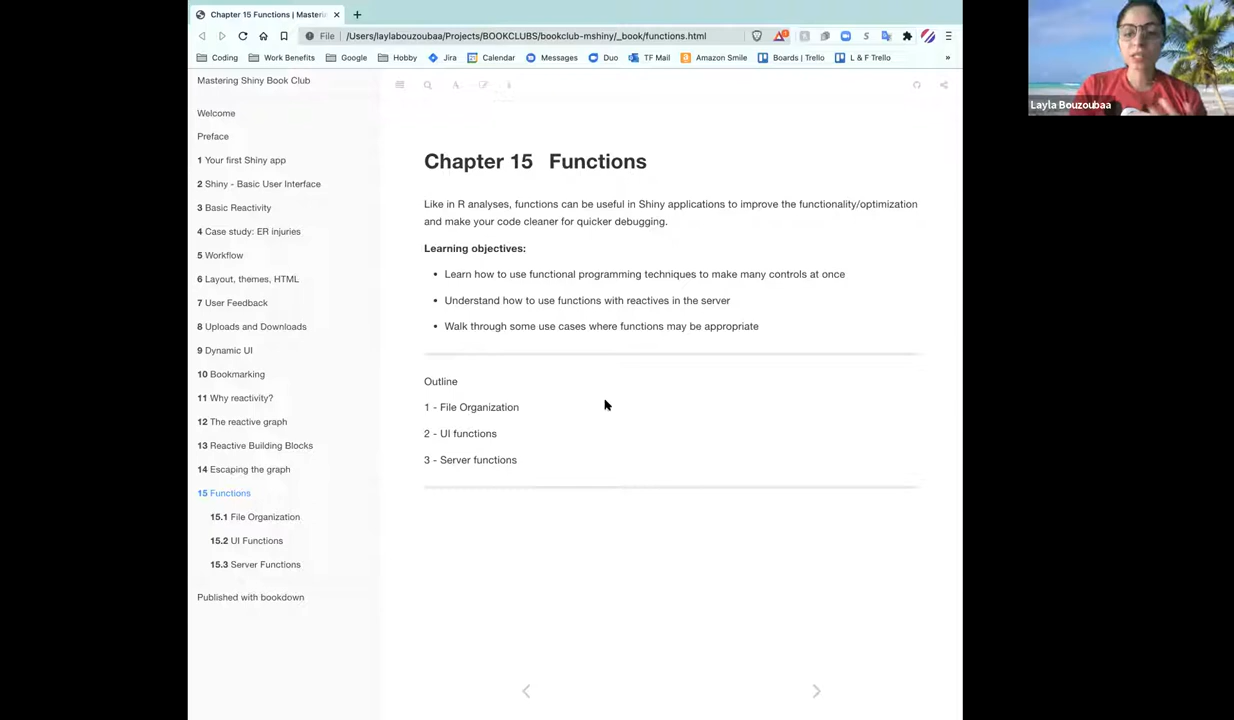 Chapter 15 Functions | Masterin
File
/Users/laylabouzoubaa/Projects/BOOKCLUBS/bookclub-mshiny/_book/functions.html
Coding
Work Benefits
Google
Hobby
Jira
Calendar
Messages
Duo
TF Mail
Amazon Smile
Boards | Trello
L & F Trello
»
Layla Bouzoubaa
Mastering Shiny Book Club
Welcome
Preface
1 Your first Shiny app
2 Shiny - Basic User Interface
3 Basic Reactivity
4 Case study: ER injuries
5 Workflow
6 Layout, themes, HTML
7 User Feedback
8 Uploads and Downloads
9 Dynamic UI
10 Bookmarking
11 Why reactivity?
12 The reactive graph
13 Reactive Building Blocks
14 Escaping the graph
15 Functions
15.1 File Organization
15.2 UI Functions
15.3 Server Functions
Published with bookdown
Chapter 15 Functions
Like in R analyses, functions can be useful in Shiny applications to improve the functionality/optimization
and make your code cleaner for quicker debugging.
Learning objectives:
• Learn how to use functional programming techniques to make many controls at once
• Understand how to use functions with reactives in the server
• Walk through some use cases where functions may be appropriate
Outline
1 - File Organization
2 - UI functions
3 - Server functions